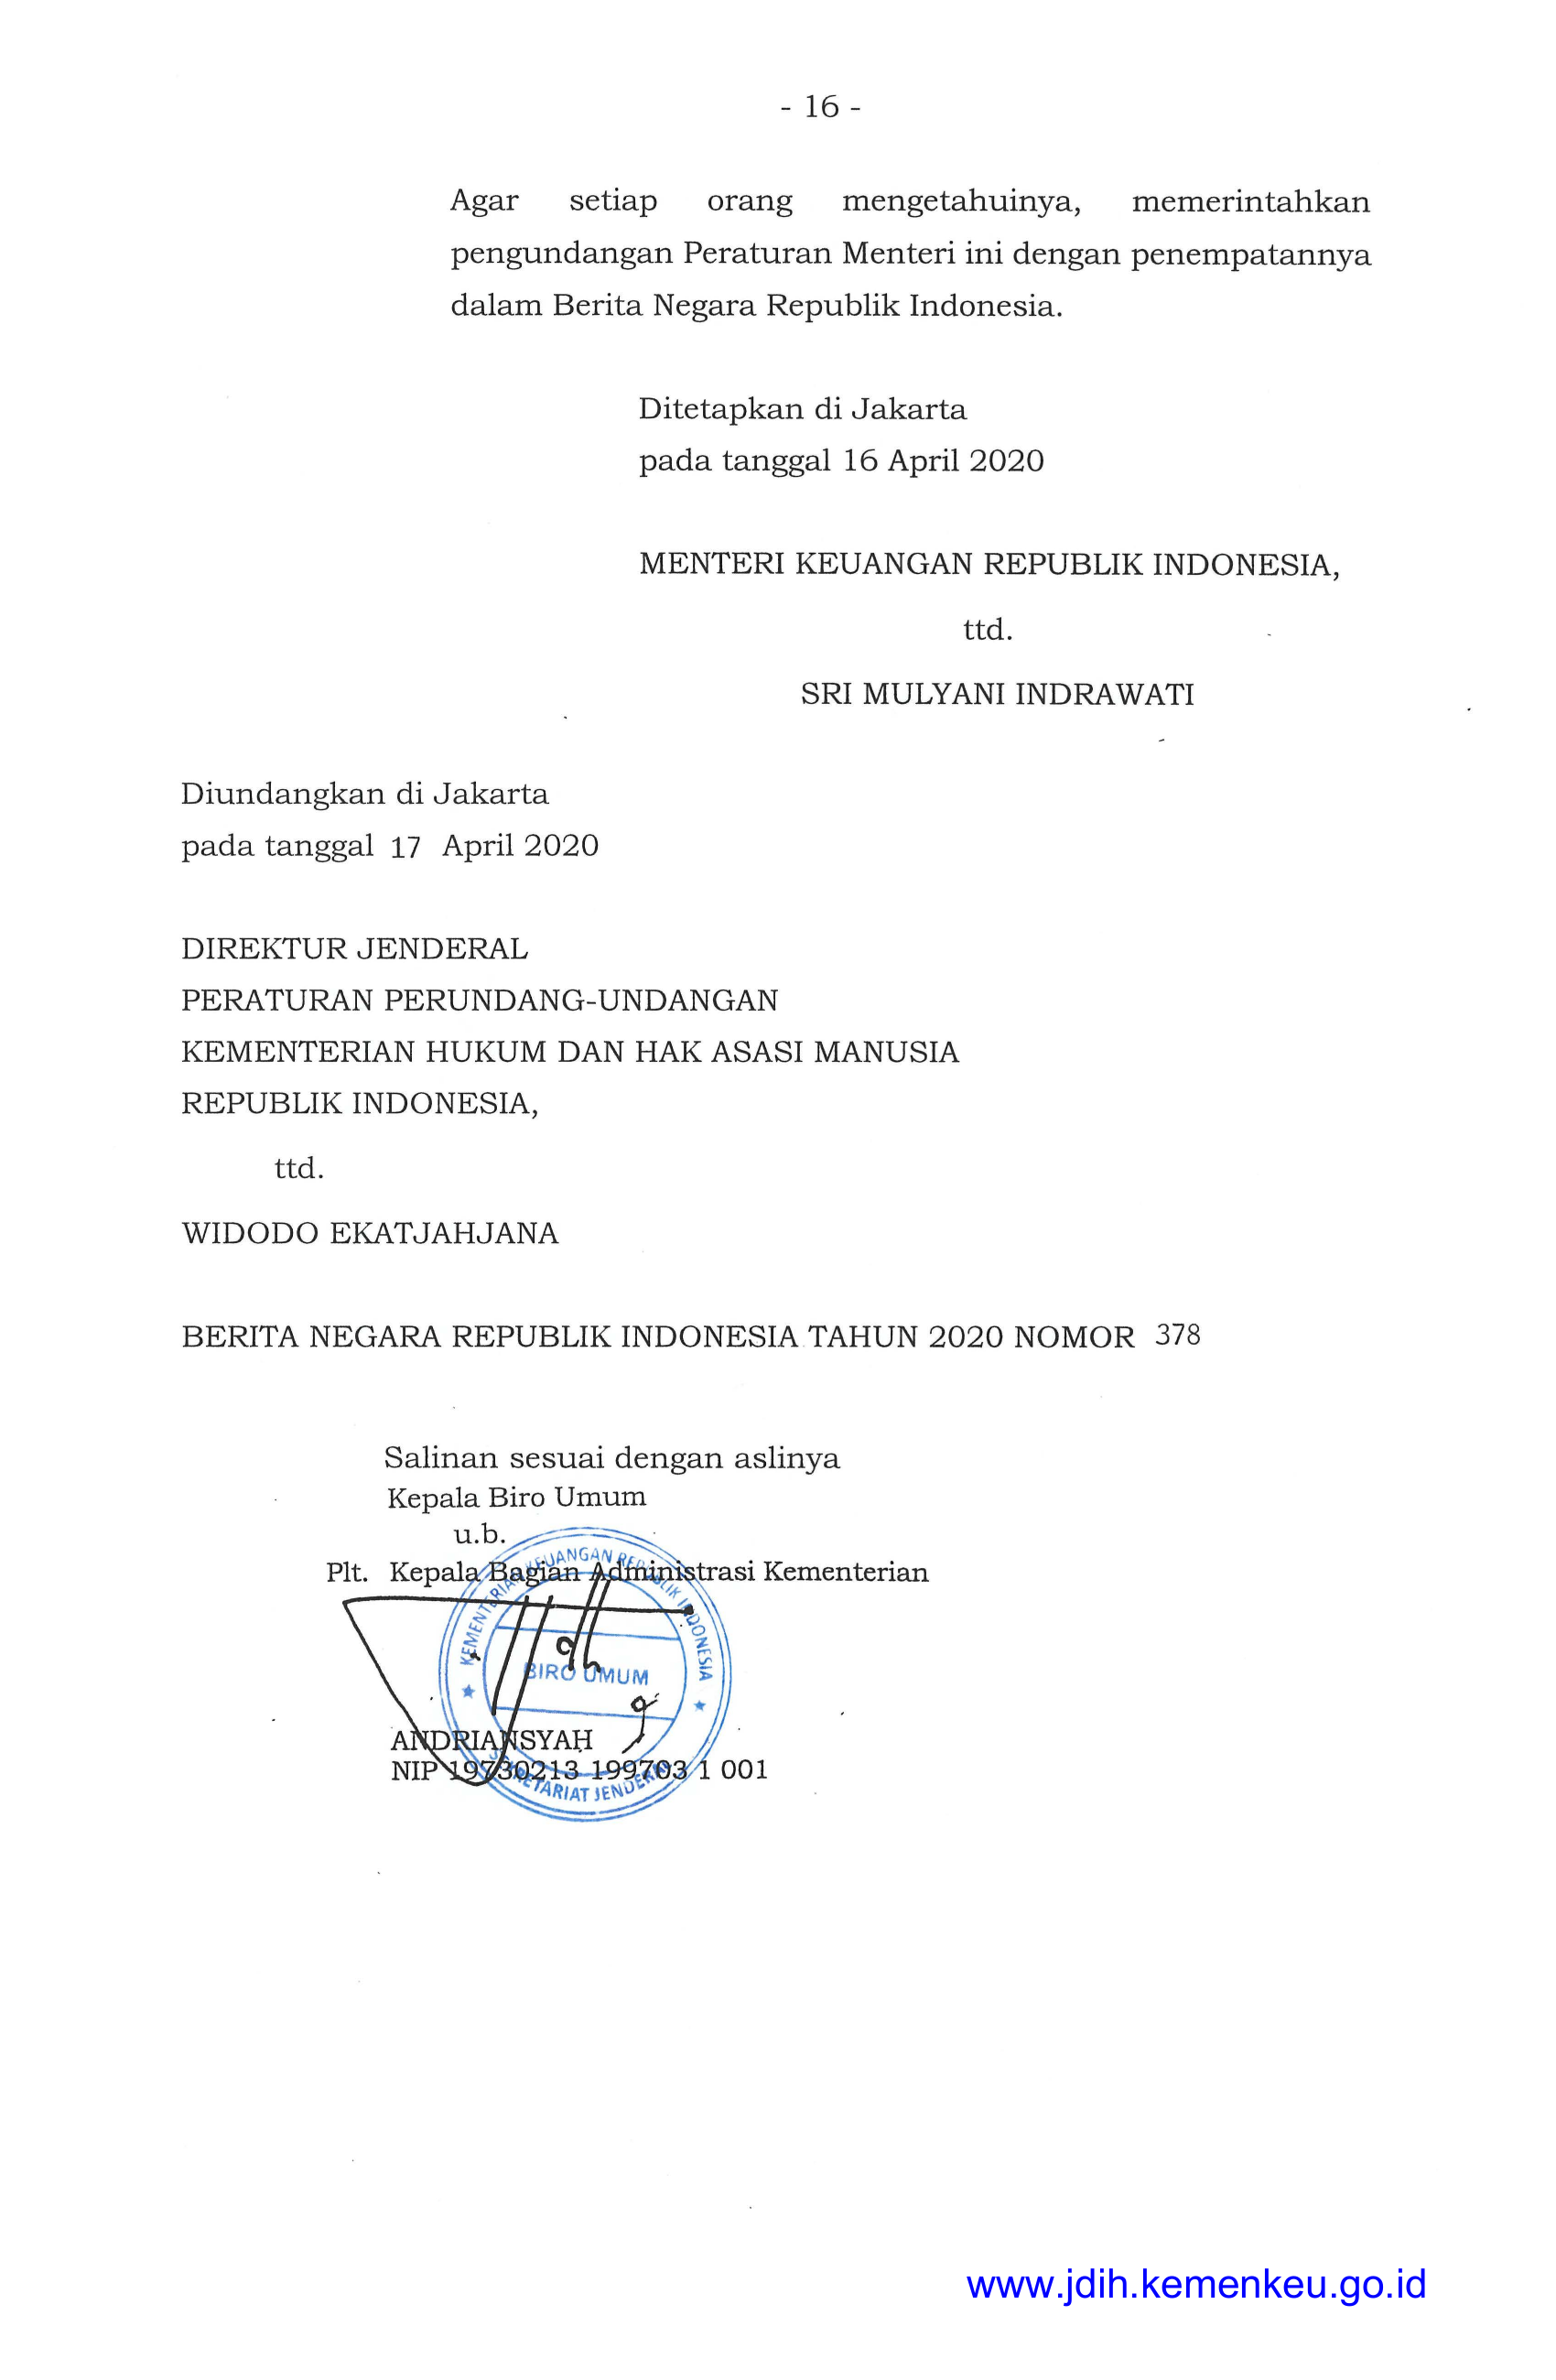 - 16 -
Agar setiap orang mengetahuinya, memerintahkan
pengundangan Peraturan Menteri ini dengan penempatannya
dalam Berita Negara Republik Indonesia.
Ditetapkan di Jakarta
pada tanggal 16 April 2020
MENTERI KEUANGAN REPUBLIK INDONESIA,
ttd.
SRI MULYANI INDRAWATI
Diundangkan di Jakarta
pada tanggal 17 April 2020
DIREKTUR JENDERAL
PERATURAN PERUNDANG-UNDANGAN
KEMENTERIAN HUKUM DAN HAK ASASI MANUSIA
REPUBLIK INDONESIA,
ttd.
WIDODO EKATJAHJANA
BERITA NEGARA REPUBLIK INDONESIA TAHUN 2020 NOMOR 378
Salinan sesuai dengan aslinya
Kepala Biro Umum
u.b.
Plt. Kepala Bagian Administrasi Kementerian
KEMENTERIAN KEUANGAN REPUBLIK INDONESIA
BIRO UMUM
SEKRETARIAT JENDERAL
ANDRIANSYAH
NIP 19730213 199703 1 001
www.jdih.kemenkeu.go.id